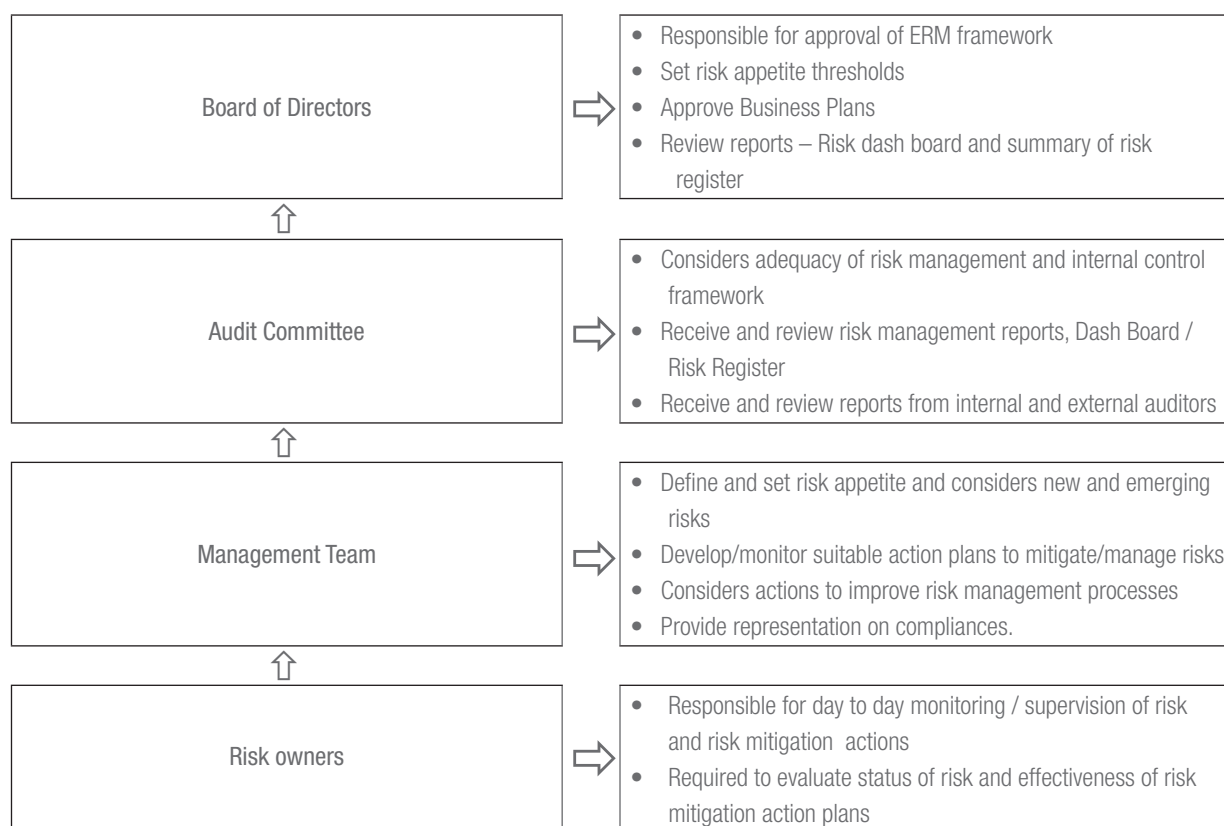 Board of Directors
• Responsible for approval of ERM framework
• Set risk appetite thresholds
• Approve Business Plans
• Review reports – Risk dash board and summary of risk
register
Audit Committee
• Considers adequacy of risk management and internal control
framework
• Receive and review risk management reports, Dash Board /
Risk Register
• Receive and review reports from internal and external auditors
Management Team
• Define and set risk appetite and considers new and emerging
risks
• Develop/monitor suitable action plans to mitigate/manage risks
• Considers actions to improve risk management processes
• Provide representation on compliances.
Risk owners
• Responsible for day to day monitoring / supervision of risk
and risk mitigation actions
• Required to evaluate status of risk and effectiveness of risk
mitigation action plans